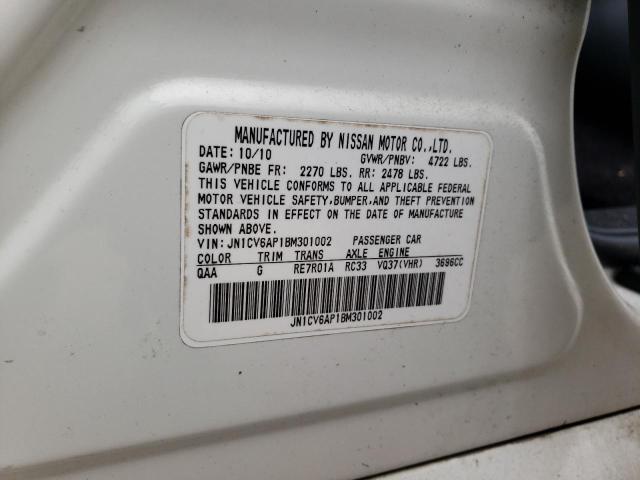 MANUFACTURED BY NISSAN MOTOR CO.,LTD.
DATE: 10/10 GVWR/PNBV: 4722 LBS.
GAWR/PNBE FR: 2270 LBS. RR: 2478 LBS.
THIS VEHICLE CONFORMS TO ALL APPLICABLE FEDERAL
MOTOR VEHICLE SAFETY,BUMPER,AND THEFT PREVENTION
STANDARDS IN EFFECT ON THE DATE OF MANUFACTURE
SHOWN ABOVE.
VIN: JN1CV6AP1BM301002 PASSENGER CAR
COLOR TRIM TRANS AXLE ENGINE
QAA G RE7R01A RC33 VQ37(VHR) 3696CC
JN1CV6AP1BM301002